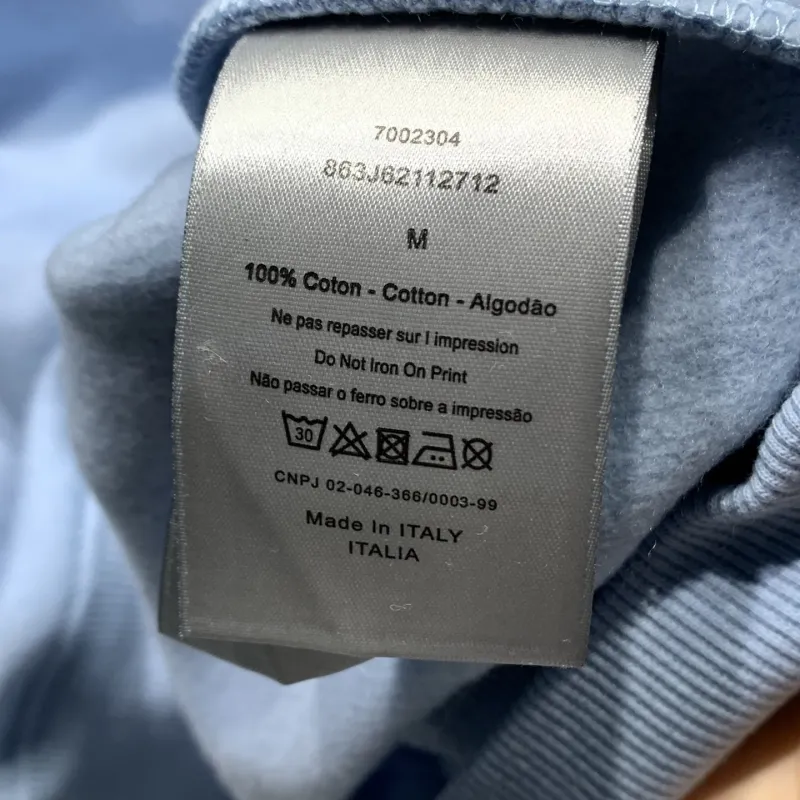 7002304
863J62112712
M
100% Coton - Cotton - Algodão
Ne pas repasser sur l impression
Do Not Iron On Print
Não passar o ferro sobre a impressão
30
CNPJ 02-046-366/0003-99
Made In ITALY
ITALIA